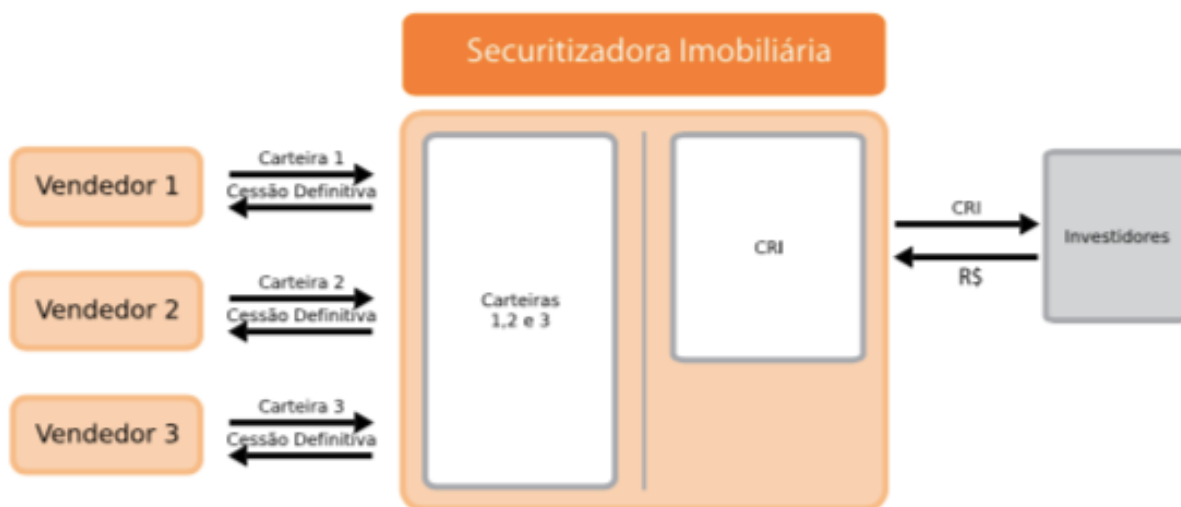 Securitizadora Imobiliária
Vendedor 1
Carteira 1
Cessão Definitiva
Vendedor 2
Carteira 2
Cessão Definitiva
Vendedor 3
Carteira 3
Cessão Definitiva
Carteiras
1,2 e 3
CRI
CRI
R$
Investidores